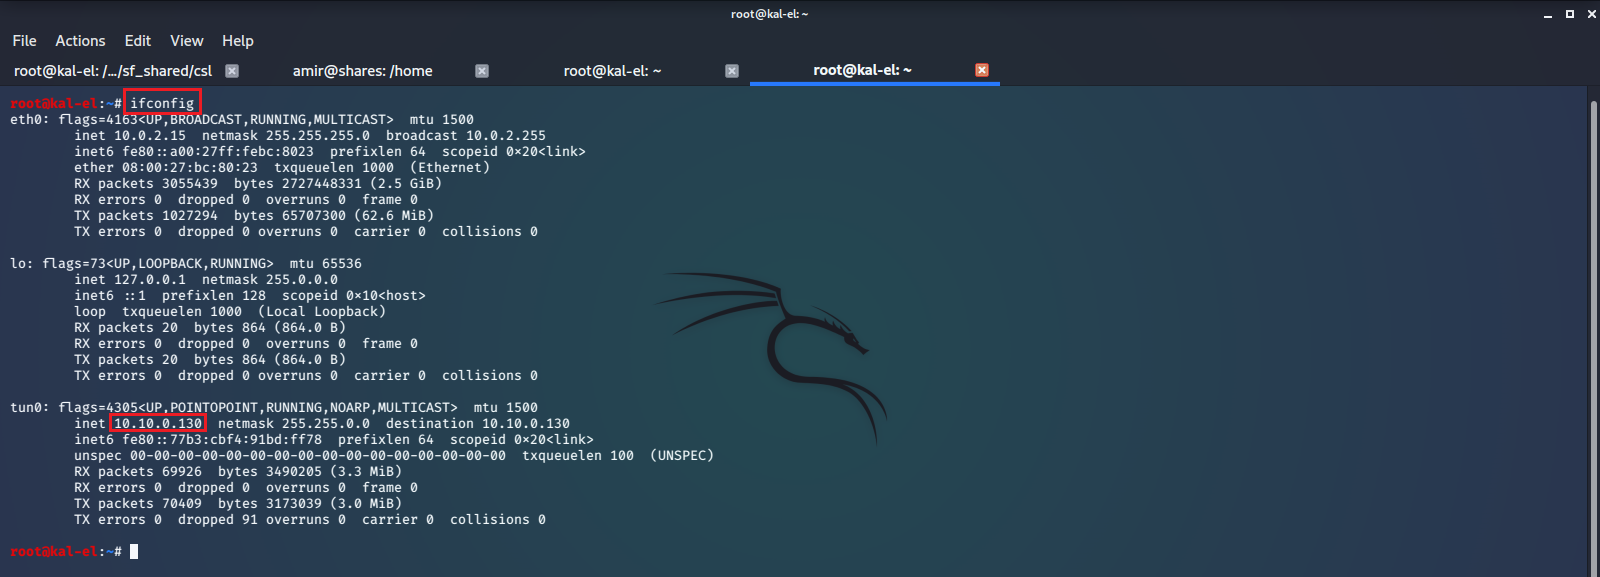 root@kal-el: ~
File Actions Edit View Help
root@kal-el: /.../sf_shared/csl amir@shares: /home root@kal-el: ~ root@kal-el: ~
root@kal-el:~# ifconfig
eth0: flags=4163<UP,BROADCAST,RUNNING,MULTICAST>  mtu 1500
        inet 10.0.2.15  netmask 255.255.255.0  broadcast 10.0.2.255
        inet6 fe80::a00:27ff:febc:8023  prefixlen 64  scopeid 0×20<link>
        ether 08:00:27:bc:80:23  txqueuelen 1000  (Ethernet)
        RX packets 3055439  bytes 2727448331 (2.5 GiB)
        RX errors 0  dropped 0  overruns 0  frame 0
        TX packets 1027294  bytes 65707300 (62.6 MiB)
        TX errors 0  dropped 0 overruns 0  carrier 0  collisions 0
lo: flags=73<UP,LOOPBACK,RUNNING>  mtu 65536
        inet 127.0.0.1  netmask 255.0.0.0
        inet6 ::1  prefixlen 128  scopeid 0×10<host>
        loop  txqueuelen 1000  (Local Loopback)
        RX packets 20  bytes 864 (864.0 B)
        RX errors 0  dropped 0  overruns 0  frame 0
        TX packets 20  bytes 864 (864.0 B)
        TX errors 0  dropped 0 overruns 0  carrier 0  collisions 0
tun0: flags=4305<UP,POINTOPOINT,RUNNING,NOARP,MULTICAST>  mtu 1500
        inet 10.10.0.130  netmask 255.255.0.0  destination 10.10.0.130
        inet6 fe80::77b3:cbf4:91bd:ff78  prefixlen 64  scopeid 0×20<link>
        unspec 00-00-00-00-00-00-00-00-00-00-00-00-00-00-00-00  txqueuelen 100  (UNSPEC)
        RX packets 69926  bytes 3490205 (3.3 MiB)
        RX errors 0  dropped 0  overruns 0  frame 0
        TX packets 70409  bytes 3173039 (3.0 MiB)
        TX errors 0  dropped 91 overruns 0  carrier 0  collisions 0
root@kal-el:~#